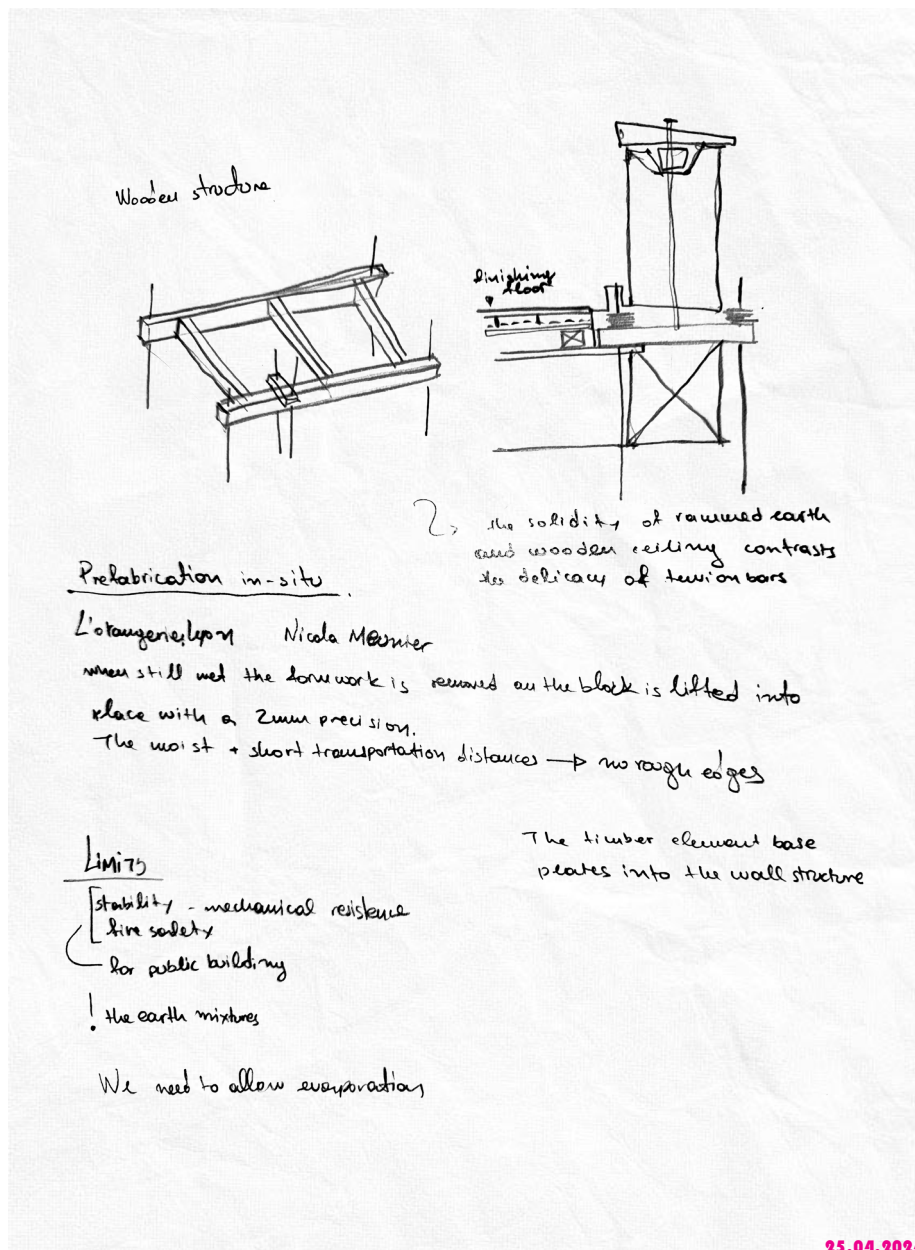 Wooden structure
finishing
floor
the solidity of rammed earth
and wooden ceiling contrasts
the delicacy of tension bars
Prefabrication in-situ
L'orangerie, Lyon Nicola Meunier
when still wet the formwork is removed an the block is lifted into
place with a 2mm precision.
The moist + short transportation distances → no rough edges
The timber element base
plates into the wall structure
LIMITS
stability - mechanical resistence
fire safety
for public building
! the earth mixtures
We need to allow evaporation
25.04.202